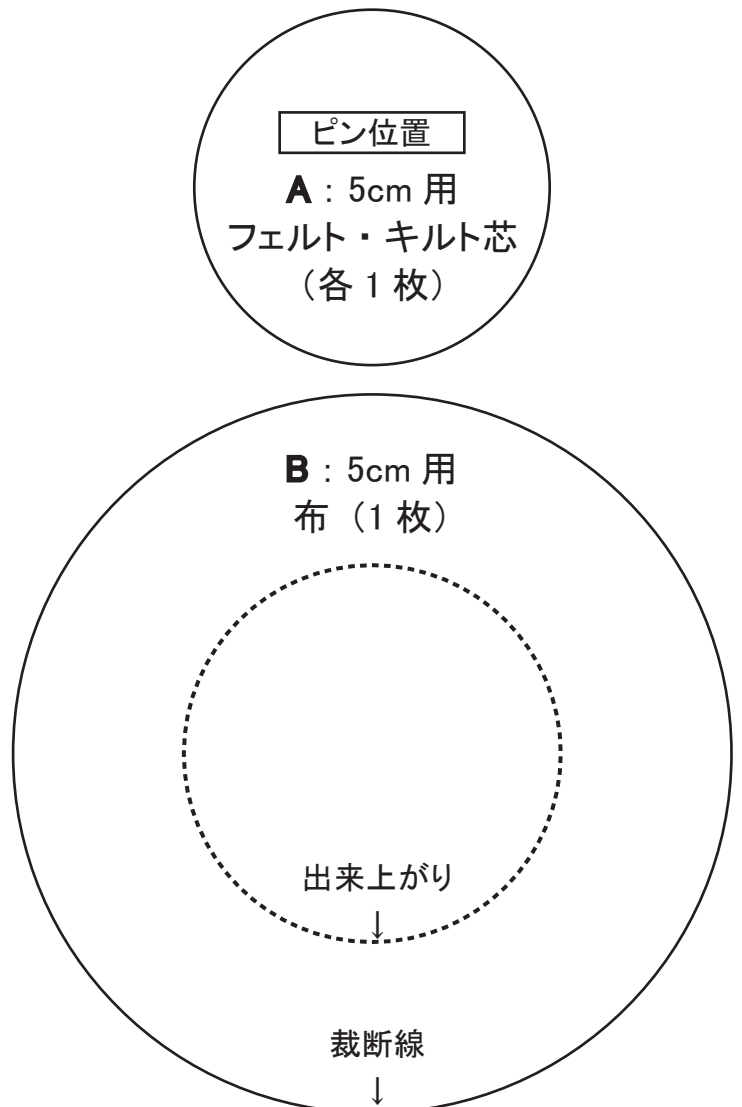 ピン位置
A：5cm 用
フェルト・キルト芯
（各 1 枚）
B：5cm 用
布（1 枚）
出来上がり
↓
裁断線
↓